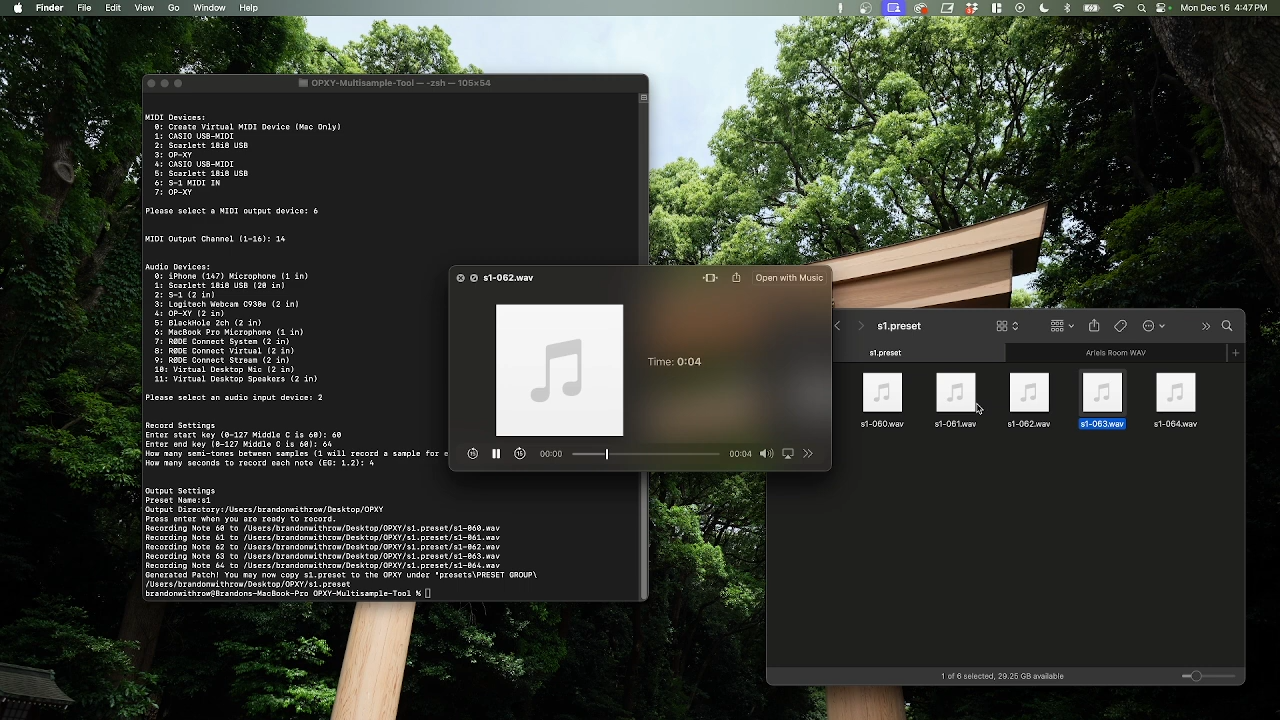 Finder File Edit View Go Window Help
Mon Dec 16 4:47PM
OPXY-Multisample-Tool — -zsh — 105×54
MIDI Devices:
0: Create Virtual MIDI Device (Mac Only)
1: CASIO USB-MIDI
2: Scarlett 18i8 USB
3: OP-XY
4: CASIO USB-MIDI
5: Scarlett 18i8 USB
6: S-1 MIDI IN
7: OP-XY
Please select a MIDI output device: 6
MIDI Output Channel (1-16): 14
Audio Devices:
0: iPhone (147) Microphone (1 in)
1: Scarlett 18i8 USB (20 in)
2: S-1 (2 in)
3: Logitech Webcam C930e (2 in)
4: OP-XY (2 in)
5: BlackHole 2ch (2 in)
6: MacBook Pro Microphone (1 in)
7: RØDE Connect System (2 in)
8: RØDE Connect Virtual (2 in)
9: RØDE Connect Stream (2 in)
10: Virtual Desktop Mic (2 in)
11: Virtual Desktop Speakers (2 in)
Please select an audio input device: 2
Record Settings
Enter start key (0-127 Middle C is 60): 60
Enter end key (0-127 Middle C is 60): 64
How many semi-tones between samples (1 will record a sample for e
How many seconds to record each note (EG: 1.2): 4
Output Settings
Preset Name:s1
Output Directory:/Users/brandonwithrow/Desktop/OPXY
Press enter when you are ready to record.
Recording Note 60 to /Users/brandonwithrow/Desktop/OPXY/s1.preset/s1-060.wav
Recording Note 61 to /Users/brandonwithrow/Desktop/OPXY/s1.preset/s1-061.wav
Recording Note 62 to /Users/brandonwithrow/Desktop/OPXY/s1.preset/s1-062.wav
Recording Note 63 to /Users/brandonwithrow/Desktop/OPXY/s1.preset/s1-063.wav
Recording Note 64 to /Users/brandonwithrow/Desktop/OPXY/s1.preset/s1-064.wav
Generated Patch! You may now copy s1.preset to the OPXY under "presets\PRESET GROUP\
/Users/brandonwithrow/Desktop/OPXY/s1.preset
brandonwithrow@Brandons-MacBook-Pro OPXY-Multisample-Tool %
s1-062.wav
Open with Music
Time: 0:04
00:00
00:04
s1.preset
s1.preset
Ariels Room WAV
s1-060.wav s1-061.wav s1-062.wav s1-063.wav s1-064.wav
1 of 6 selected, 29.25 GB available